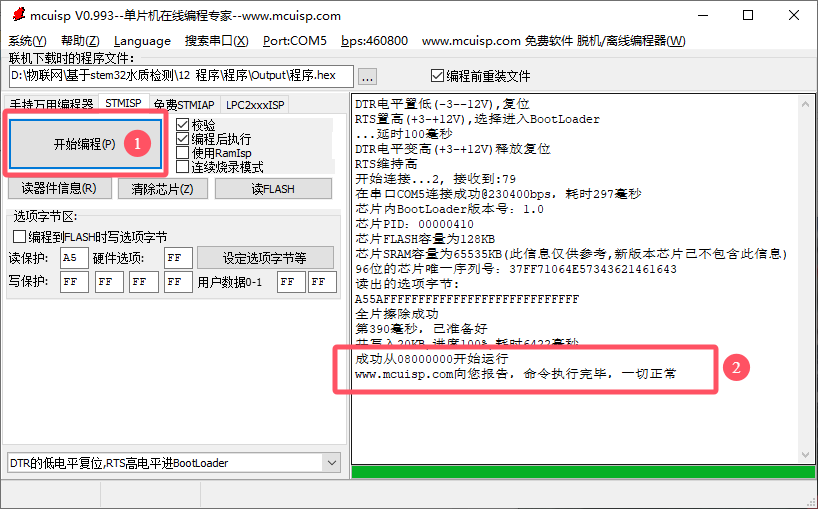 mcuisp V0.993--单片机在线编程专家--www.mcuisp.com
系统(Y) 帮助(Z) Language 搜索串口(X) Port:COM5 bps:460800 www.mcuisp.com 免费软件 脱机/离线编程器(W)
联机下载时的程序文件:
D:\物联网\基于stem32水质检测\12 程序\程序\Output\程序.hex ... 编程前重装文件
手持万用编程器 STMISP 免费STMIAP LPC2xxxISP
开始编程(P) 1
校验
编程后执行
使用RamIsp
连续烧录模式
读器件信息(R) 清除芯片(Z) 读FLASH
选项字节区:
编程到FLASH时写选项字节
读保护: A5 硬件选项: FF 设定选项字节等
写保护: FF FF FF FF 用户数据0-1 FF FF
DTR的低电平复位,RTS高电平进BootLoader
DTR电平置低(-3--12V),复位
RTS置高(+3-+12V),选择进入BootLoader
...延时100毫秒
DTR电平变高(+3-+12V)释放复位
RTS维持高
开始连接...2, 接收到:79
在串口COM5连接成功@230400bps，耗时297毫秒
芯片内BootLoader版本号：1.0
芯片PID：00000410
芯片FLASH容量为128KB
芯片SRAM容量为65535KB(此信息仅供参考,新版本芯片已不包含此信息)
96位的芯片唯一序列号：37FF71064E57343621461643
读出的选项字节:
A55AFFFFFFFFFFFFFFFFFFFFFFFFFFFF
全片擦除成功
第390毫秒，已准备好
共写入20KB,进度100%,耗时6422毫秒
成功从08000000开始运行
www.mcuisp.com向您报告，命令执行完毕，一切正常
2